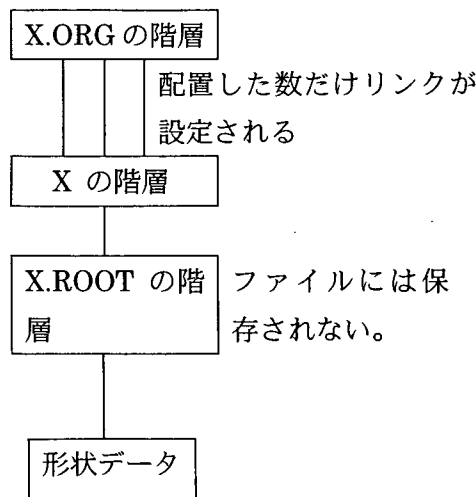 X.ORG の階層
配置した数だけリンクが
設定される
X の階層
X.ROOT の階
層
ファイルには保
存されない。
形状データ